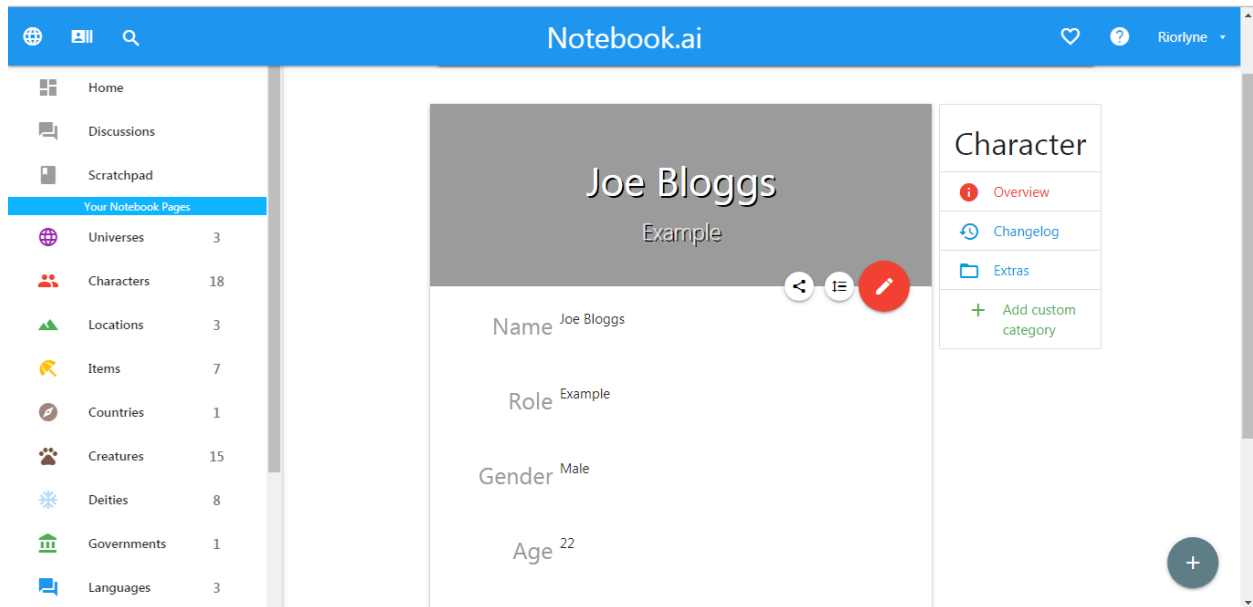 Notebook.ai
Riorlyne
Home
Discussions
Scratchpad
Your Notebook Pages
Universes 3
Characters 18
Locations 3
Items 7
Countries 1
Creatures 15
Deities 8
Governments 1
Languages 3
Joe Bloggs
Example
Name Joe Bloggs
Role Example
Gender Male
Age 22
Character
Overview
Changelog
Extras
Add custom
category